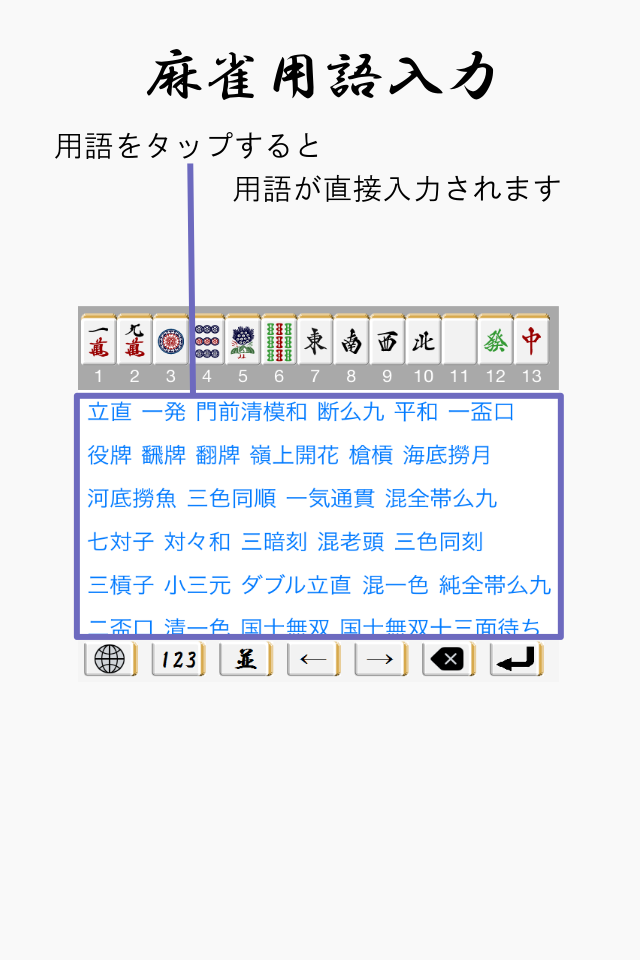 麻雀用語入力
用語をタップすると
用語が直接入力されます
一萬 九萬 東 南 西 北 發 中
1 2 3 4 5 6 7 8 9 10 11 12 13
立直 一発 門前清模和 断么九 平和 一盃口
役牌 飜牌 翻牌 嶺上開花 槍槓 海底撈月
河底撈魚 三色同順 一気通貫 混全帯么九
七対子 対々和 三暗刻 混老頭 三色同刻
三槓子 小三元 ダブル立直 混一色 純全帯么九
二盃口 清一色 国士無双 国士無双十三面待ち
123 並 ← →